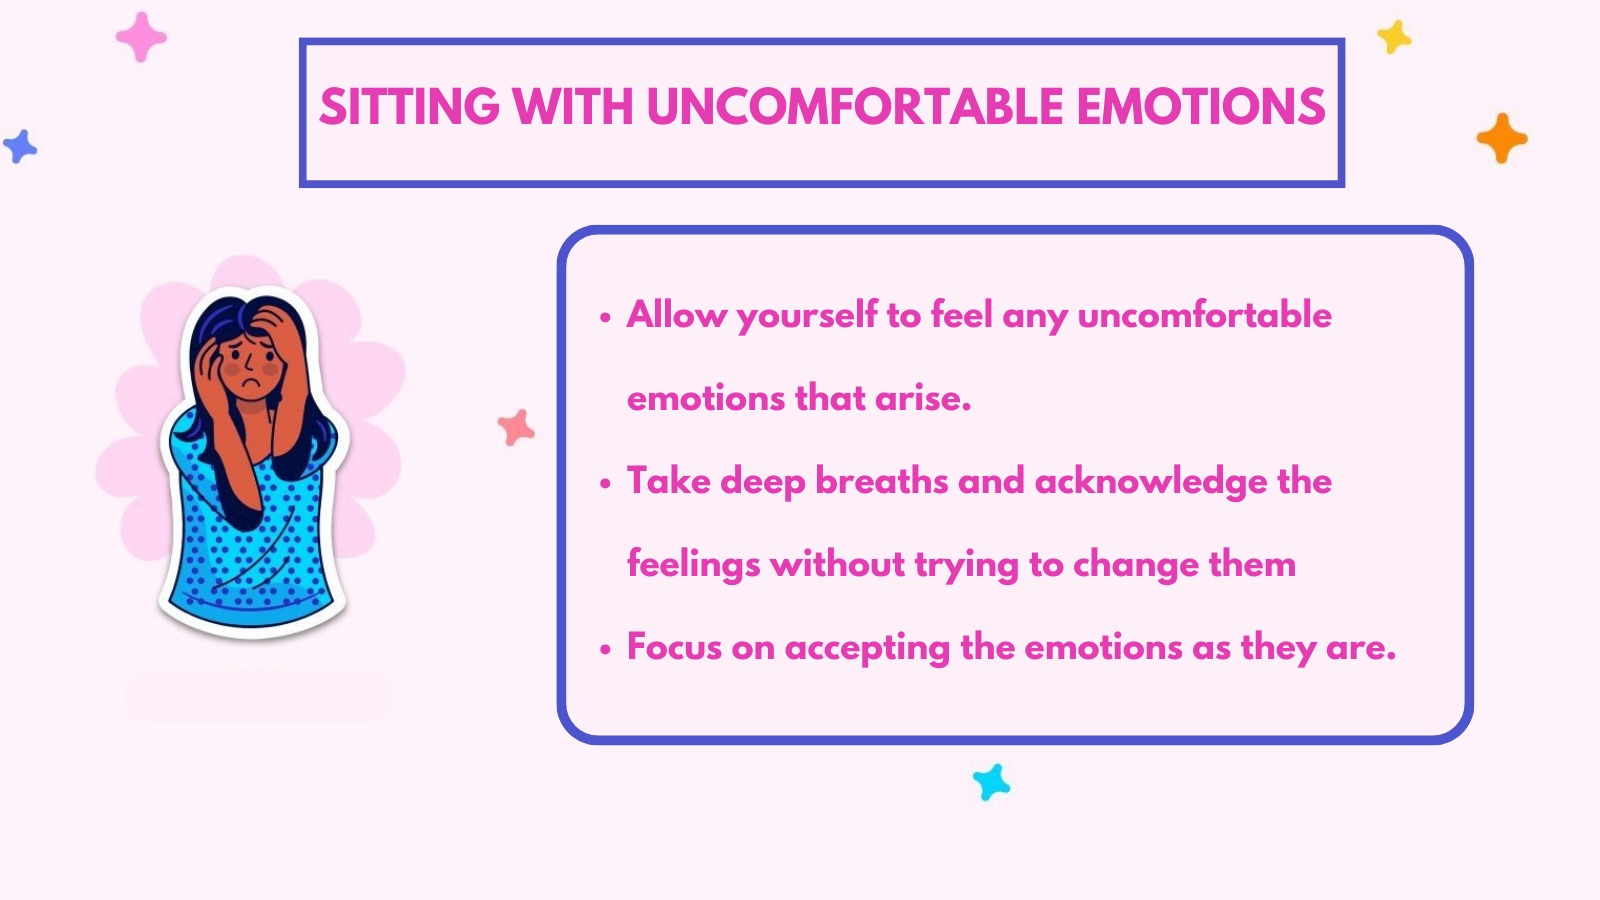 SITTING WITH UNCOMFORTABLE EMOTIONS
• Allow yourself to feel any uncomfortable
emotions that arise.
• Take deep breaths and acknowledge the
feelings without trying to change them
• Focus on accepting the emotions as they are.